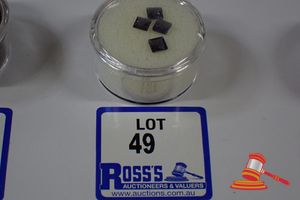 LOT
49
ROSS'S
AUCTIONEERS & VALUERS
www.auctions.com.au